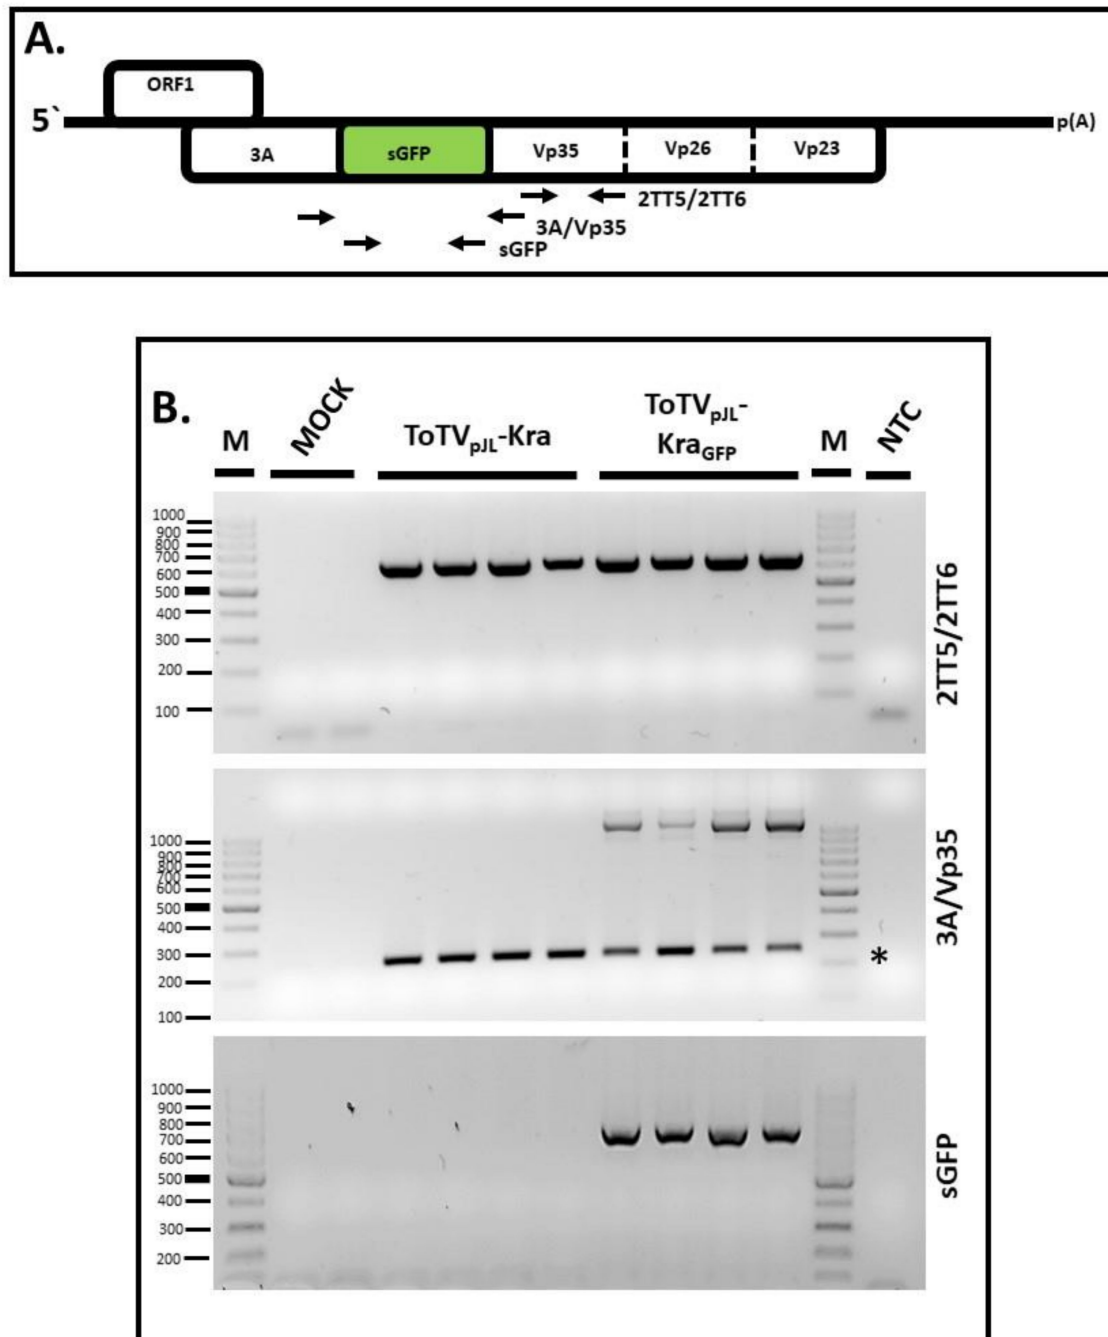 A.
ORF1
5`
p(A)
3A
sGFP
Vp35
Vp26
Vp23
2TT5/2TT6
3A/Vp35
sGFP
B.
M
MOCK
ToTVpJL-Kra
ToTVpJL-
KraGFP
M
NTC
1000
900
800
700
600
500
400
300
200
100
2TT5/2TT6
1000
900
800
700
600
500
400
300
200
100
3A/Vp35
*
1000
900
800
700
600
500
400
300
200
sGFP